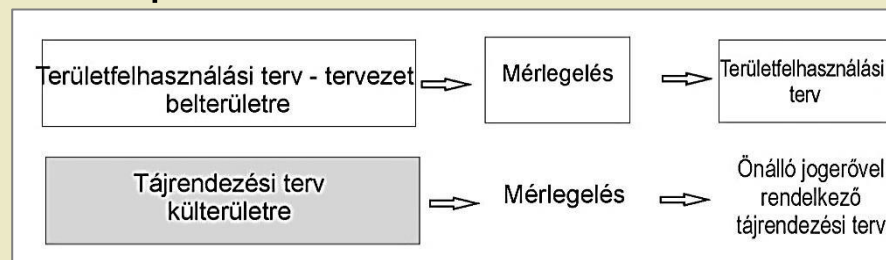 Területfelhasználási terv - tervezet
belterületre
Mérlegelés
Területfelhasználási
terv
Tájrendezési terv
külterületre
Mérlegelés
Önálló jogerővel
rendelkező
tájrendezési terv